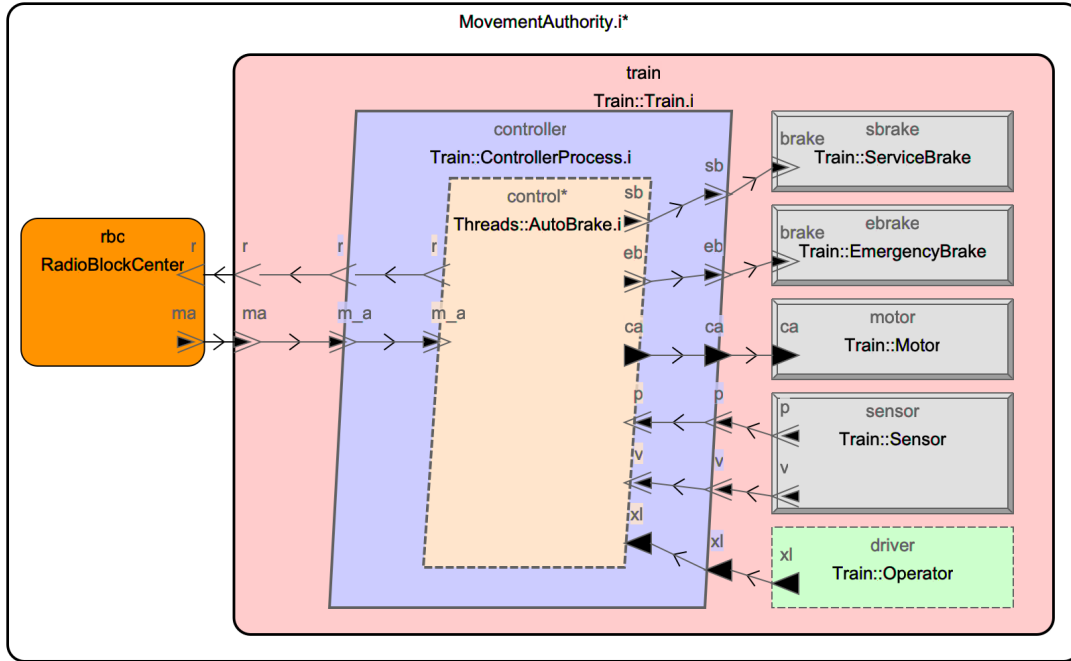 MovementAuthority.i*
train
Train::Train.i
controller
Train::ControllerProcess.i
control*
Threads::AutoBrake.i
rbc
RadioBlockCenter
r
r
r
r
ma
ma
m_a
m_a
sb
sb
brake
sbrake
Train::ServiceBrake
eb
eb
brake
ebrake
Train::EmergencyBrake
ca
ca
ca
motor
Train::Motor
p
p
p
sensor
Train::Sensor
v
v
v
xl
xl
xl
driver
Train::Operator